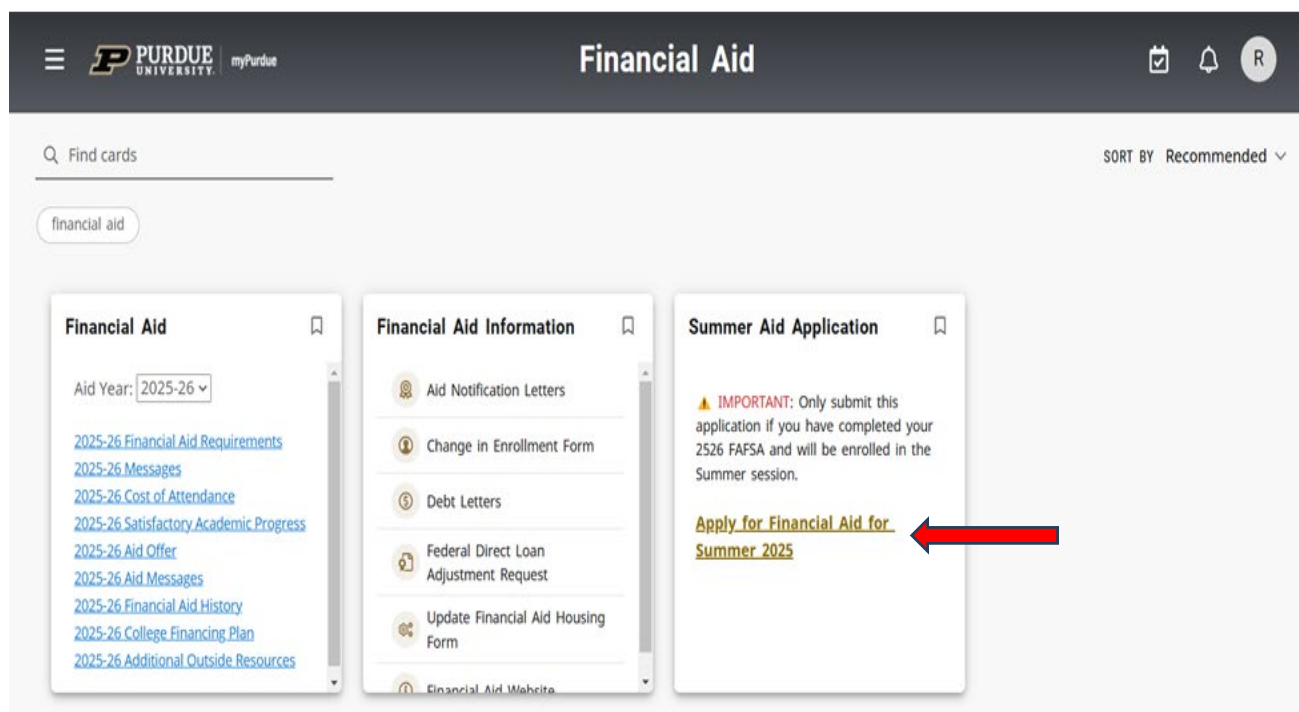 PURDUE UNIVERSITY. myPurdue
Financial Aid
R
Find cards
SORT BY Recommended
financial aid
Financial Aid
Aid Year: 2025-26
2025-26 Financial Aid Requirements
2025-26 Messages
2025-26 Cost of Attendance
2025-26 Satisfactory Academic Progress
2025-26 Aid Offer
2025-26 Aid Messages
2025-26 Financial Aid History
2025-26 College Financing Plan
2025-26 Additional Outside Resources
Financial Aid Information
Aid Notification Letters
Change in Enrollment Form
Debt Letters
Federal Direct Loan
Adjustment Request
Update Financial Aid Housing
Form
Financial Aid Website
Summer Aid Application
IMPORTANT: Only submit this
application if you have completed your
2526 FAFSA and will be enrolled in the
Summer session.
Apply for Financial Aid for
Summer 2025